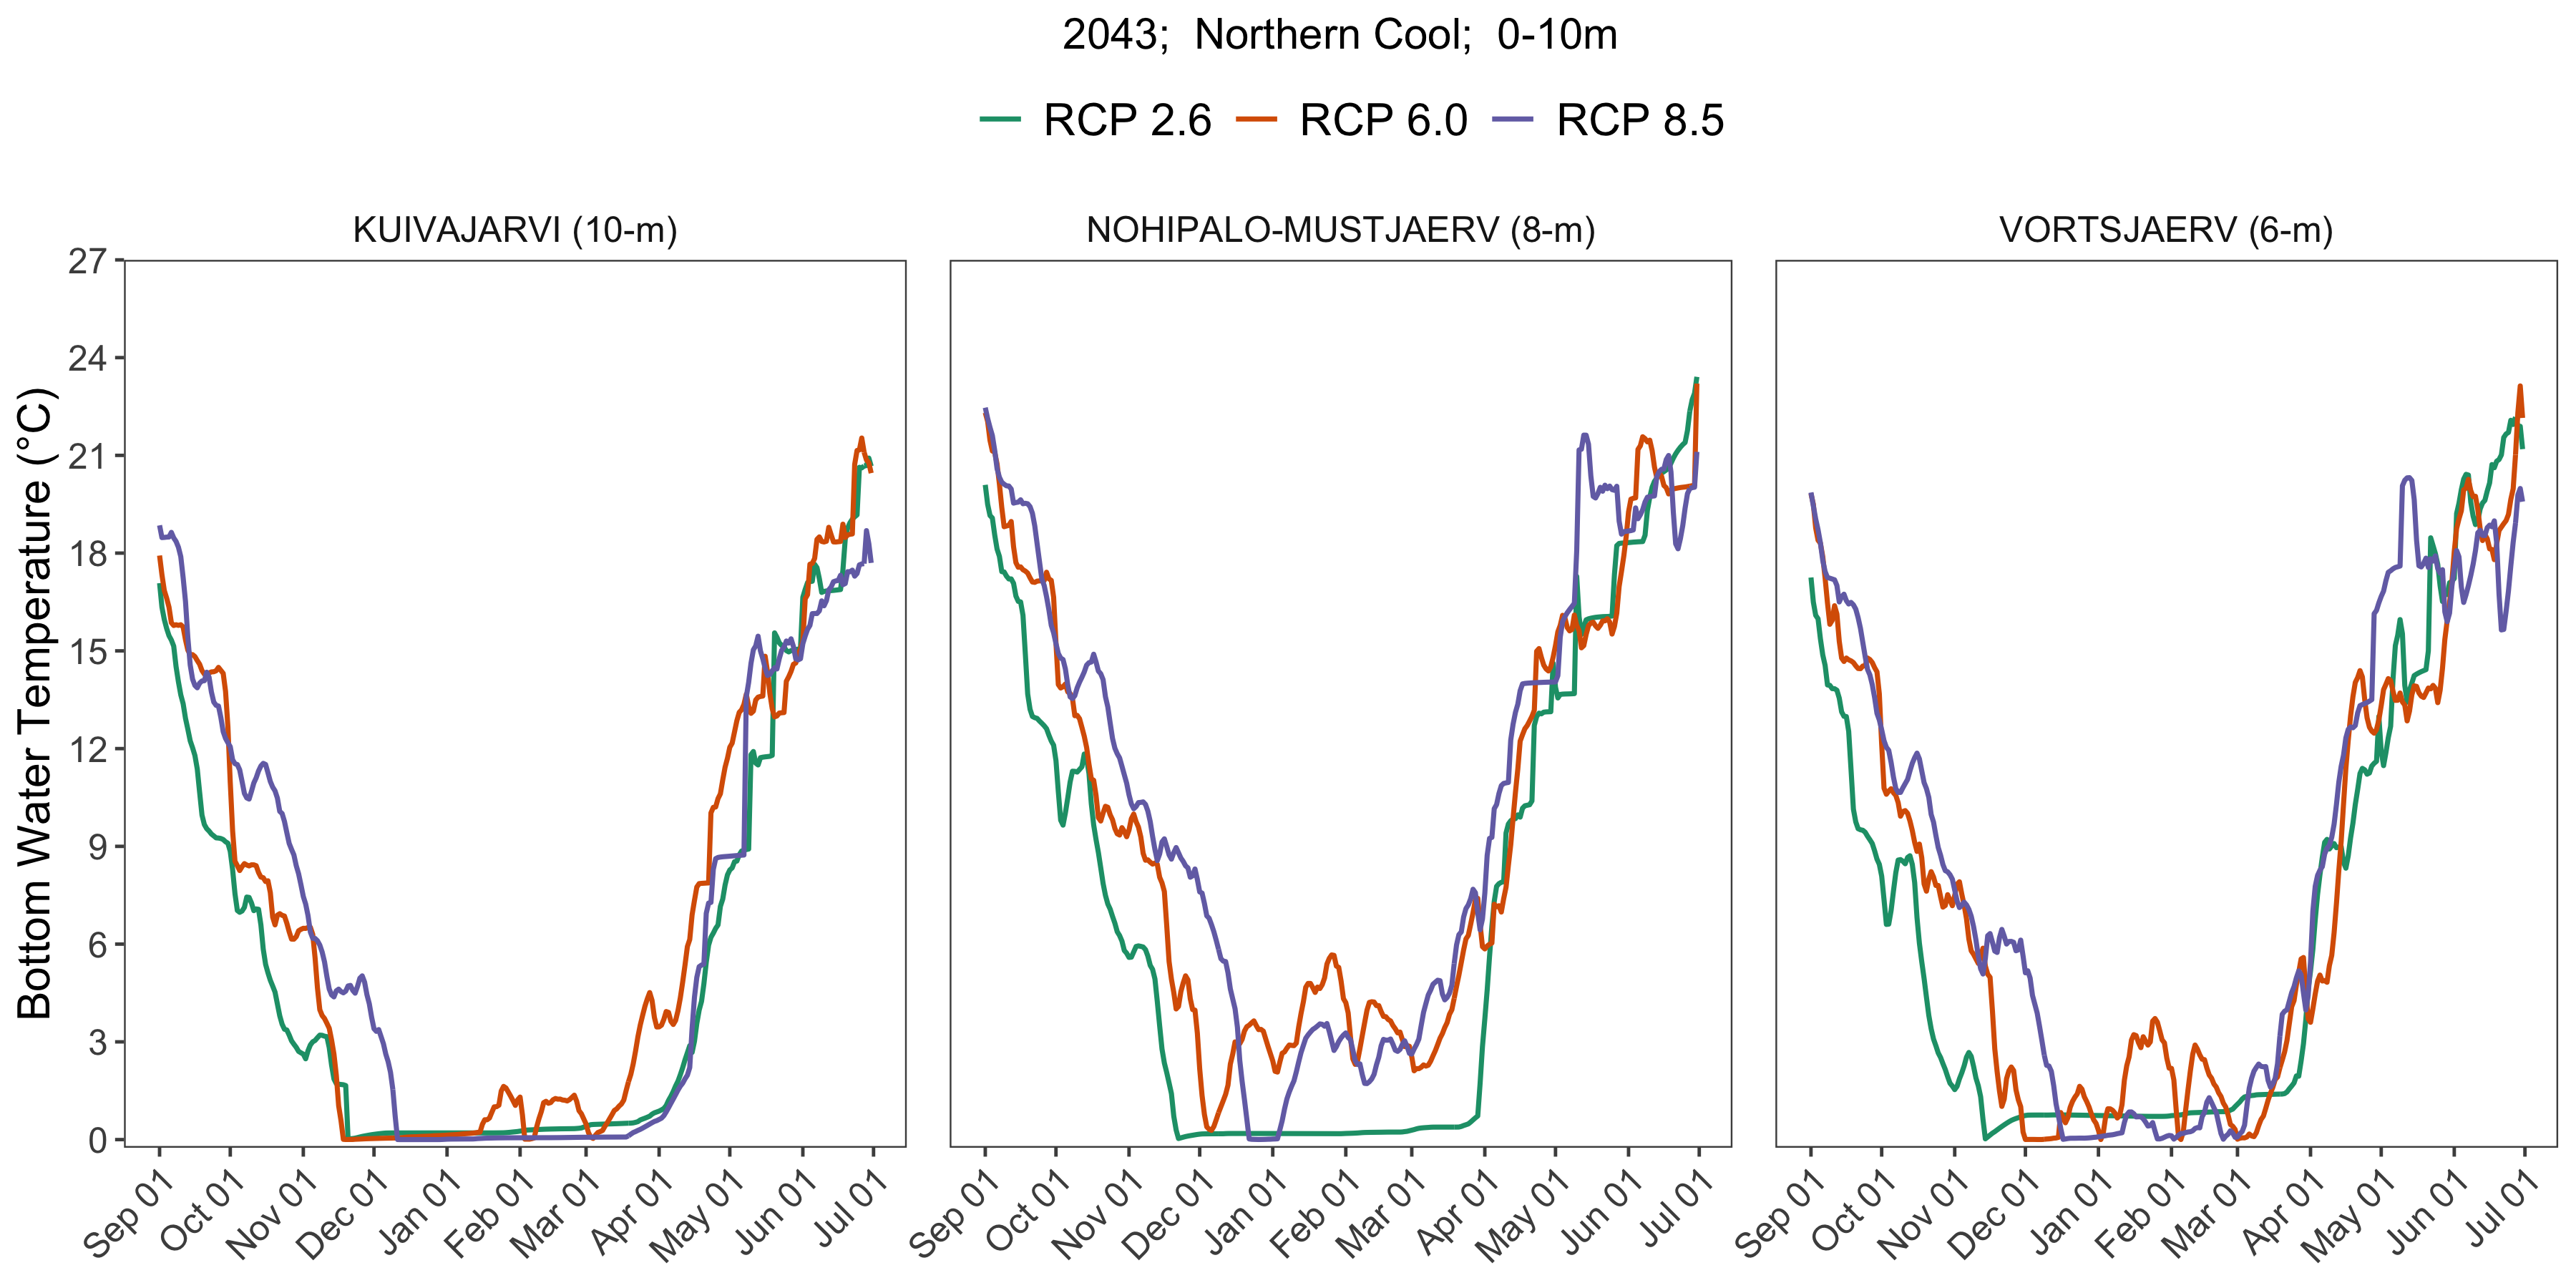 2043;  Northern Cool;  0-10m
RCP 2.6 RCP 6.0 RCP 8.5
KUIVAJARVI (10-m) NOHIPALO-MUSTJAERV (8-m) VORTSJAERV (6-m)
Bottom Water Temperature (°C)
27
24
21
18
15
12
9
6
3
0
Sep 01 Oct 01 Nov 01 Dec 01 Jan 01 Feb 01 Mar 01 Apr 01 May 01 Jun 01 Jul 01
Sep 01 Oct 01 Nov 01 Dec 01 Jan 01 Feb 01 Mar 01 Apr 01 May 01 Jun 01 Jul 01
Sep 01 Oct 01 Nov 01 Dec 01 Jan 01 Feb 01 Mar 01 Apr 01 May 01 Jun 01 Jul 01